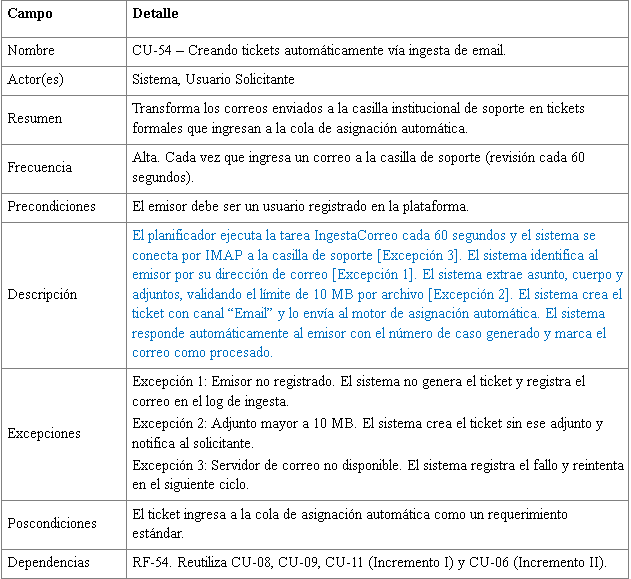 Campo
Detalle
Nombre
CU-54 – Creando tickets automáticamente vía ingesta de email.
Actor(es)
Sistema, Usuario Solicitante
Resumen
Transforma los correos enviados a la casilla institucional de soporte en tickets
formales que ingresan a la cola de asignación automática.
Frecuencia
Alta. Cada vez que ingresa un correo a la casilla de soporte (revisión cada 60
segundos).
Precondiciones
El emisor debe ser un usuario registrado en la plataforma.
Descripción
El planificador ejecuta la tarea IngestaCorreo cada 60 segundos y el sistema se
conecta por IMAP a la casilla de soporte [Excepción 3]. El sistema identifica al
emisor por su dirección de correo [Excepción 1]. El sistema extrae asunto, cuerpo y
adjuntos, validando el límite de 10 MB por archivo [Excepción 2]. El sistema crea el
ticket con canal “Email” y lo envía al motor de asignación automática. El sistema
responde automáticamente al emisor con el número de caso generado y marca el
correo como procesado.
Excepciones
Excepción 1: Emisor no registrado. El sistema no genera el ticket y registra el
correo en el log de ingesta.
Excepción 2: Adjunto mayor a 10 MB. El sistema crea el ticket sin ese adjunto y
notifica al solicitante.
Excepción 3: Servidor de correo no disponible. El sistema registra el fallo y reintenta
en el siguiente ciclo.
Poscondiciones
El ticket ingresa a la cola de asignación automática como un requerimiento
estándar.
Dependencias
RF-54. Reutiliza CU-08, CU-09, CU-11 (Incremento I) y CU-06 (Incremento II).